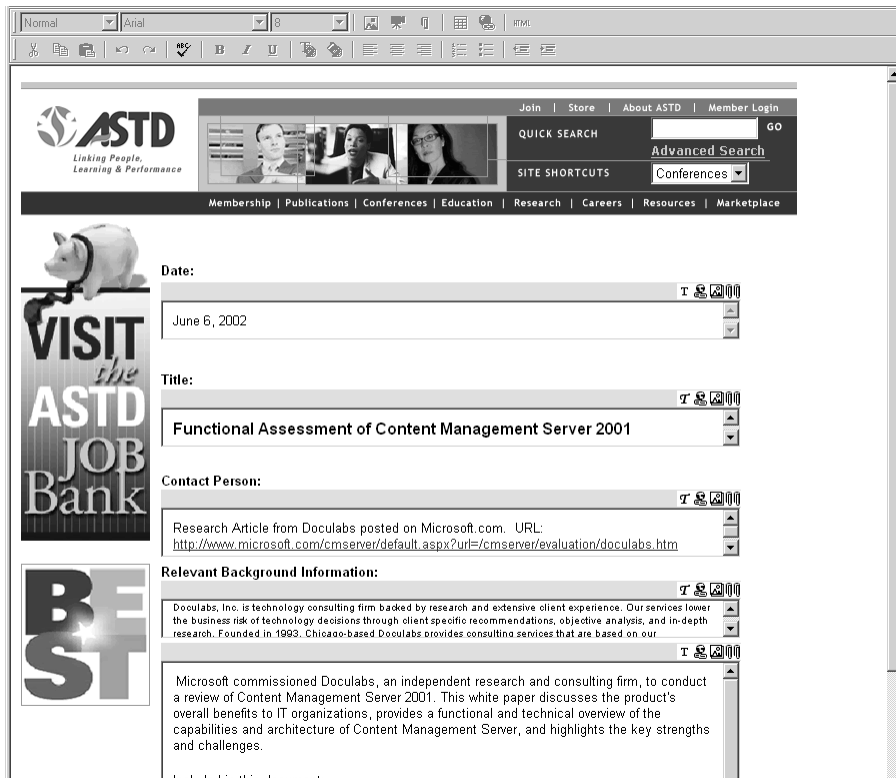 Normal Arial 8 HTML
ABC B I U
ASTD
Linking People,
Learning & Performance
Join | Store | About ASTD | Member Login
QUICK SEARCH GO
Advanced Search
SITE SHORTCUTS Conferences
Membership | Publications | Conferences | Education | Research | Careers | Resources | Marketplace
VISIT
the
ASTD
JOB
Bank
BE
ST
Date:
T
June 6, 2002
Title:
T
Functional Assessment of Content Management Server 2001
Contact Person:
T
Research Article from Doculabs posted on Microsoft.com. URL:
http://www.microsoft.com/cmserver/default.aspx?url=/cmserver/evaluation/doculabs.htm
Relevant Background Information:
T
Doculabs, Inc. is technology consulting firm backed by research and extensive client experience. Our services lower
the business risk of technology decisions through client specific recommendations, objective analysis, and in-depth
research. Founded in 1993, Chicago-based Doculabs provides consulting services that are based on our
T
Microsoft commissioned Doculabs, an independent research and consulting firm, to conduct
a review of Content Management Server 2001. This white paper discusses the product's
overall benefits to IT organizations, provides a functional and technical overview of the
capabilities and architecture of Content Management Server, and highlights the key strengths
and challenges.